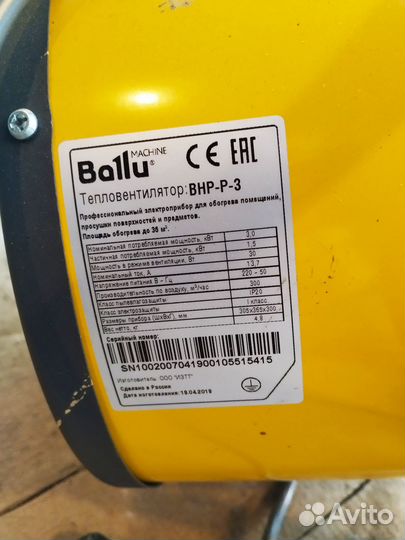 Ballu® MACHINE CE EAC
Тепловентилятор: BHP-P-3
Профессиональный электроприбор для обогрева помещений,
просушки поверхностей и предметов.
Площадь обогрева до 35 м².
Номинальная потребляемая мощность, кВт 3,0
Частичная потребляемая мощность, кВт 1,5
Мощность в режиме вентиляции, Вт 30
Номинальный ток, А 13,7
Напряжение питания В ~ Гц 220 - 50
Производительность по воздуху, м³/час 300
Класс пылевлагозащиты IP20
Класс электрозащиты I класс
Размеры прибора (ШхВхГ), мм 305x365x300
Вес нетто, кг 4,8
Серийный номер:
SN1002007041900105515415
Изготовитель: ООО "ИЗТТ"
Сделано в России
Дата изготовления: 19.04.2019
Avito